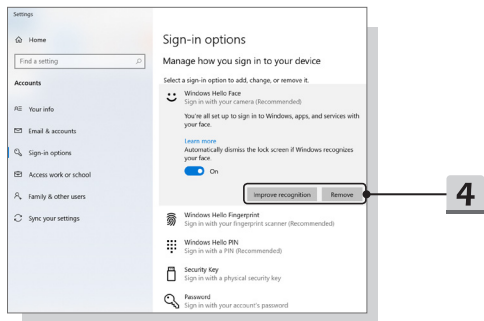 Settings
Home
Find a setting
Accounts
Your info
Email & accounts
Sign-in options
Access work or school
Family & other users
Sync your settings
Sign-in options
Manage how you sign in to your device
Select a sign-in option to add, change, or remove it.
Windows Hello Face
Sign in with your camera (Recommended)
You're all set up to sign in to Windows, apps, and services with
your face.
Learn more
Automatically dismiss the lock screen if Windows recognizes
your face.
On
Improve recognition Remove
4
Windows Hello Fingerprint
Sign in with your fingerprint scanner (Recommended)
Windows Hello PIN
Sign in with a PIN (Recommended)
Security Key
Sign in with a physical security key
Password
Sign in with your account's password